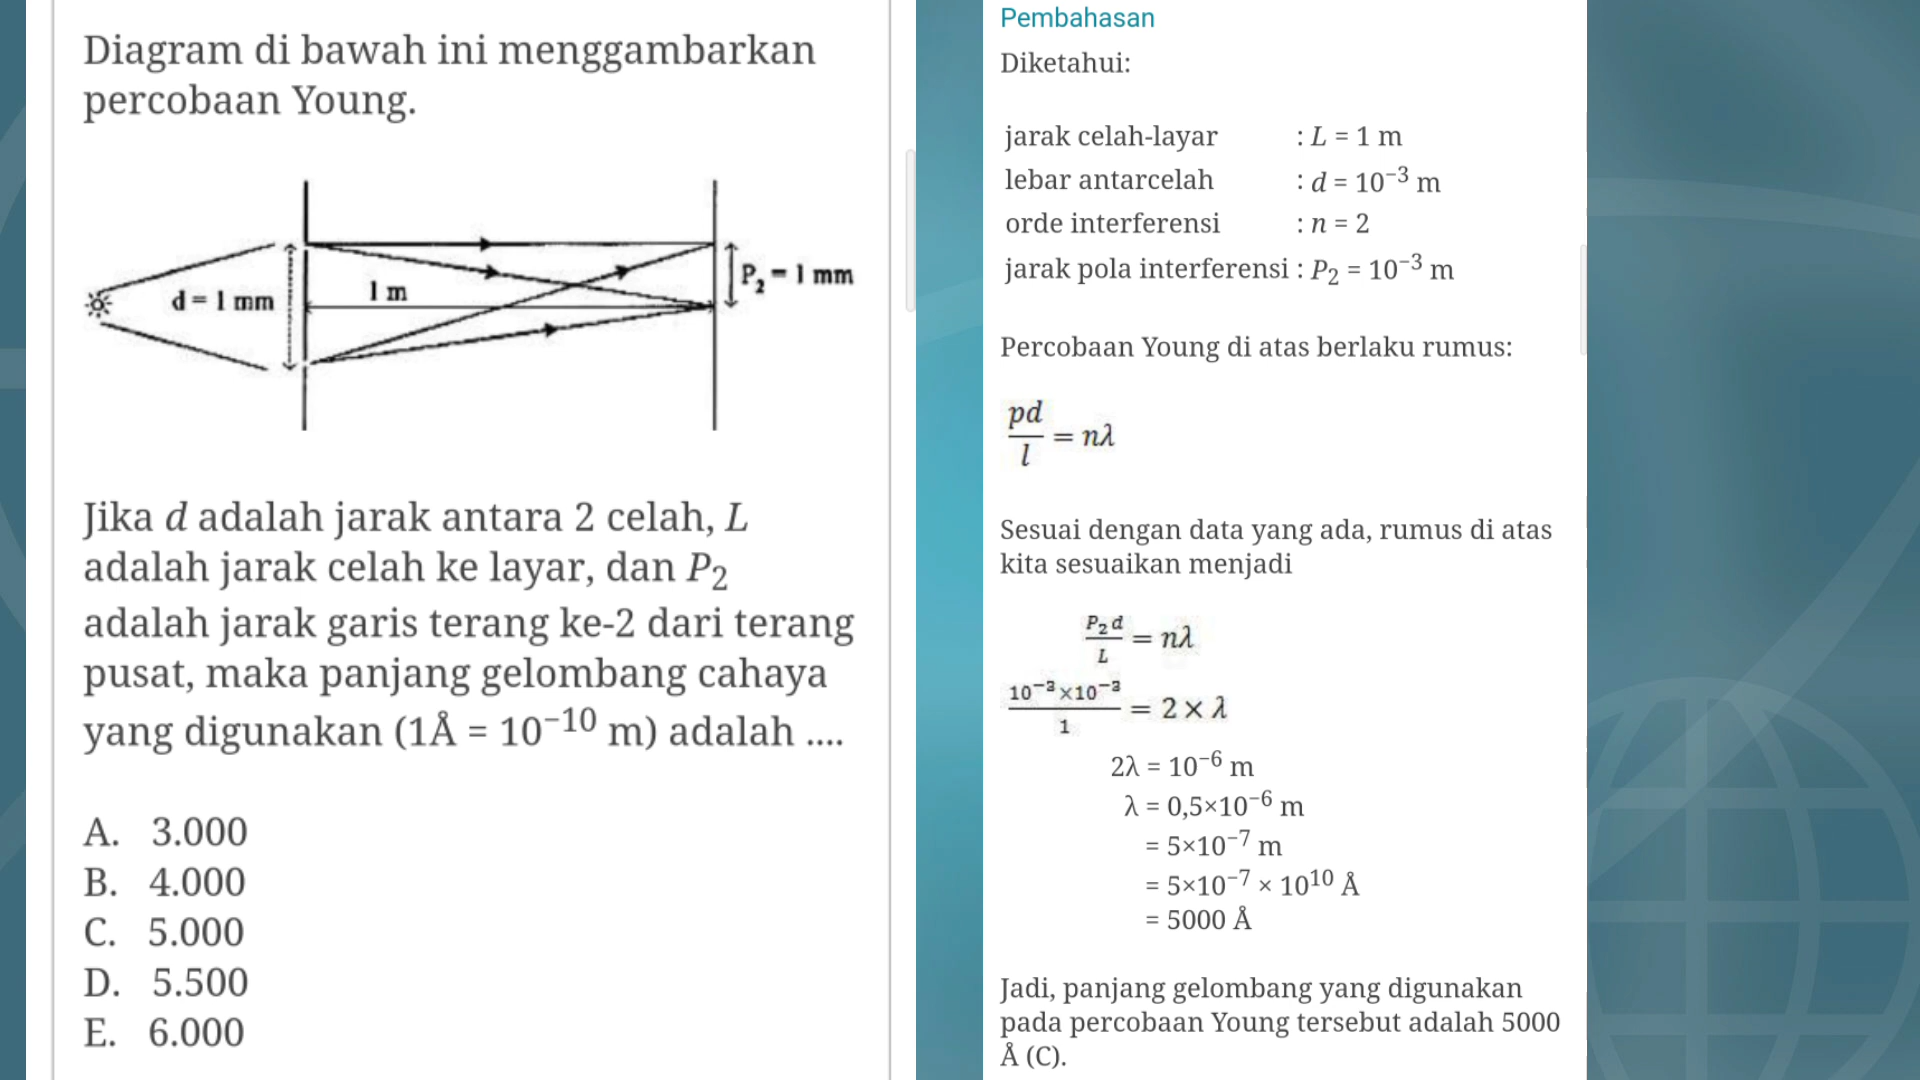 Diagram di bawah ini menggambarkan
percobaan Young.
d = 1 mm
1 m
P₂ = 1 mm
Jika d adalah jarak antara 2 celah, L
adalah jarak celah ke layar, dan P₂
adalah jarak garis terang ke-2 dari terang
pusat, maka panjang gelombang cahaya
yang digunakan (1Å = 10⁻¹⁰ m) adalah ....
A. 3.000
B. 4.000
C. 5.000
D. 5.500
E. 6.000
Pembahasan
Diketahui:
jarak celah-layar : L = 1 m
lebar antarcelah : d = 10⁻³ m
orde interferensi : n = 2
jarak pola interferensi : P₂ = 10⁻³ m
Percobaan Young di atas berlaku rumus:
pd/l = nλ
Sesuai dengan data yang ada, rumus di atas
kita sesuaikan menjadi
P₂d/L = nλ
10⁻³×10⁻³/1 = 2 × λ
2λ = 10⁻⁶ m
λ = 0,5×10⁻⁶ m
= 5×10⁻⁷ m
= 5×10⁻⁷ × 10¹⁰ Å
= 5000 Å
Jadi, panjang gelombang yang digunakan
pada percobaan Young tersebut adalah 5000
Å (C).